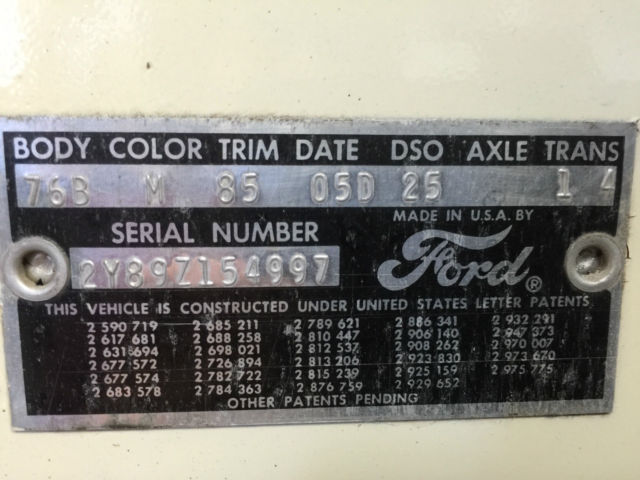 BODY COLOR TRIM DATE DSO AXLE TRANS
76B M 85 05D 25 1 4
SERIAL NUMBER
2Y89Z154997
MADE IN U.S.A. BY
Ford®
THIS VEHICLE IS CONSTRUCTED UNDER UNITED STATES LETTER PATENTS
2 590 719 2 685 211 2 789 621 2 886 341 2 932 291
2 617 681 2 688 258 2 810 447 2 906 140 2 947 373
2 631 694 2 698 021 2 812 537 2 908 262 2 970 007
2 677 572 2 726 894 2 813 206 2 923 830 2 973 670
2 677 574 2 782 722 2 815 239 2 925 159 2 975 775
2 683 578 2 784 363 2 876 759 2 929 652
OTHER PATENTS PENDING